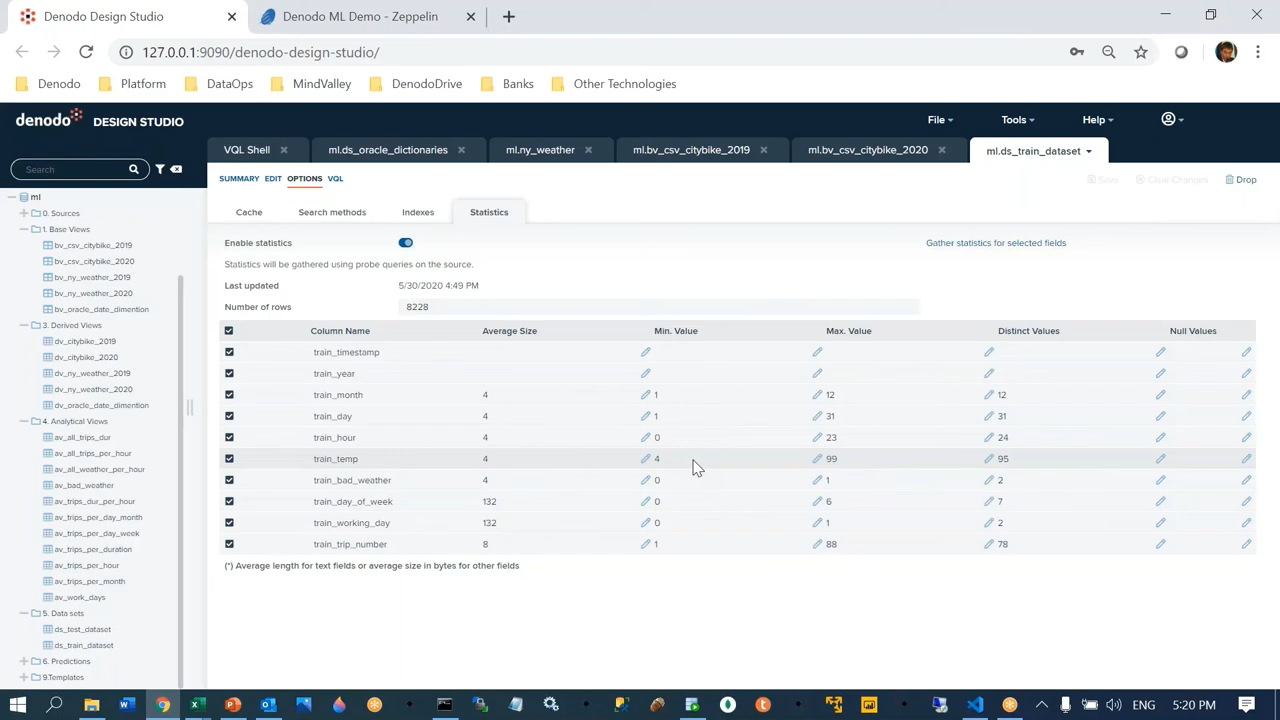 Denodo Design Studio
Denodo ML Demo - Zeppelin
127.0.0.1:9090/denodo-design-studio/
Denodo Platform DataOps MindValley DenodoDrive Banks Other Technologies
denodo DESIGN STUDIO File Tools Help
VQL Shell ml.ds_oracle_dictionaries ml.ny_weather ml.bv_csv_citybike_2019 ml.bv_csv_citybike_2020 ml.ds_train_dataset
Search
SUMMARY EDIT OPTIONS VQL Save Clear Changes Drop
Cache Search methods Indexes Statistics
Enable statistics Gather statistics for selected fields
Statistics will be gathered using probe queries on the source.
Last updated 5/30/2020 4:49 PM
Number of rows 8228
Column Name Average Size Min. Value Max. Value Distinct Values Null Values
train_timestamp
train_year
train_month 4 1 12 12
train_day 4 1 31 31
train_hour 4 0 23 24
train_temp 4 4 99 95
train_bad_weather 4 0 1 2
train_day_of_week 132 0 6 7
train_working_day 132 0 1 2
train_trip_number 8 1 88 78
(*) Average length for text fields or average size in bytes for other fields
ml
0. Sources
1. Base Views
bv_csv_citybike_2019
bv_csv_citybike_2020
bv_ny_weather_2019
bv_ny_weather_2020
bv_oracle_date_dimention
3. Derived Views
dv_citybike_2019
dv_citybike_2020
dv_ny_weather_2019
dv_ny_weather_2020
dv_oracle_date_dimention
4. Analytical Views
av_all_trips_dur
av_all_trips_per_hour
av_all_weather_per_hour
av_bad_weather
av_trips_dur_per_hour
av_trips_per_day_month
av_trips_per_day_week
av_trips_per_duration
av_trips_per_hour
av_trips_per_month
av_work_days
5. Data sets
ds_test_dataset
ds_train_dataset
6. Predictions
9.Templates
ENG 5:20 PM